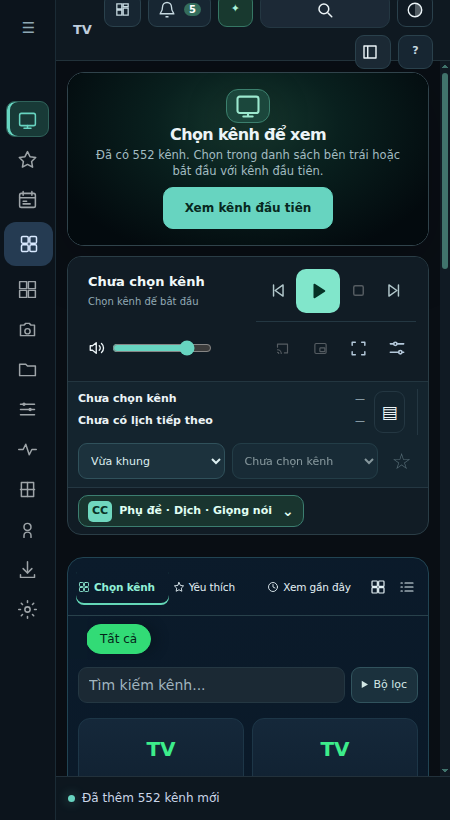 TV
5
?
Chọn kênh để xem
Đã có 552 kênh. Chọn trong danh sách bên trái hoặc
bắt đầu với kênh đầu tiên.
Xem kênh đầu tiên
Chưa chọn kênh
Chọn kênh để bắt đầu
Chưa chọn kênh —
Chưa có lịch tiếp theo —
Vừa khung
Chưa chọn kênh
CC Phụ đề · Dịch · Giọng nói
Chọn kênh
Yêu thích
Xem gần đây
Tất cả
Tìm kiếm kênh...
Bộ lọc
TV
TV
Đã thêm 552 kênh mới